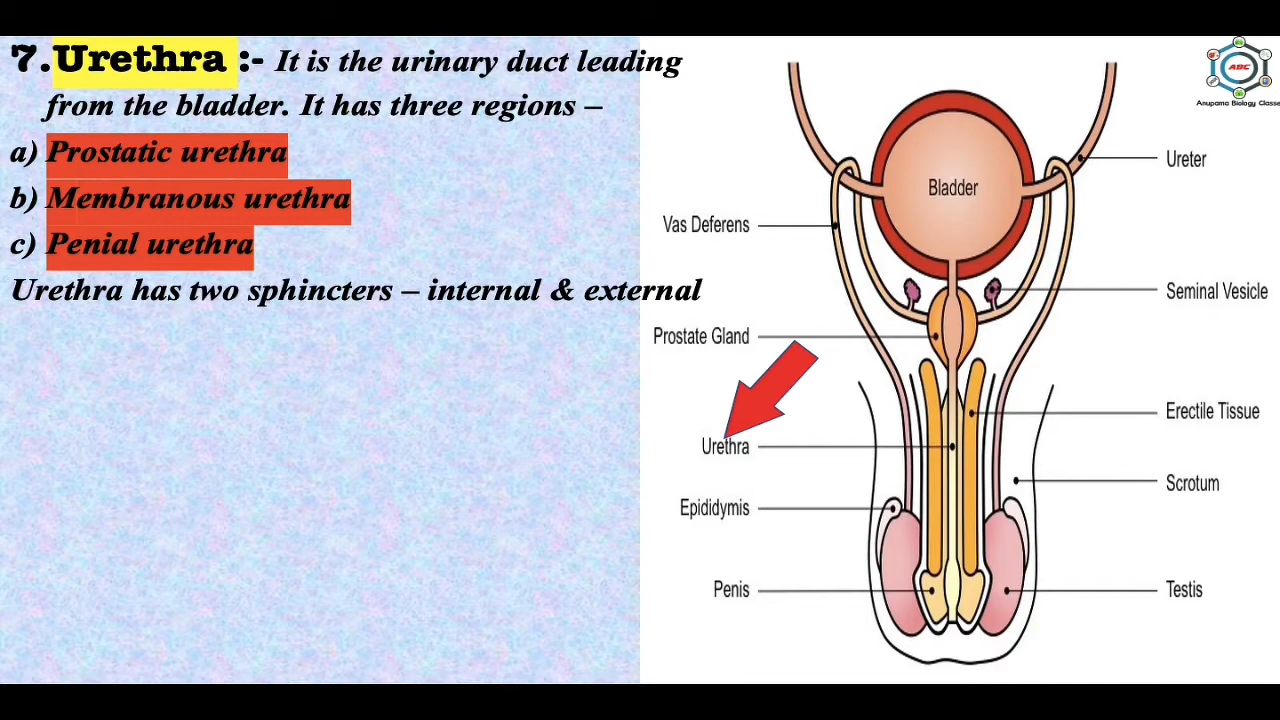 7.Urethra :- It is the urinary duct leading
from the bladder. It has three regions –
a) Prostatic urethra
b) Membranous urethra
c) Penial urethra
Urethra has two sphincters – internal & external
ABC
Anupama Biology Classe
Bladder
Ureter
Vas Deferens
Seminal Vesicle
Prostate Gland
Erectile Tissue
Urethra
Scrotum
Epididymis
Penis
Testis